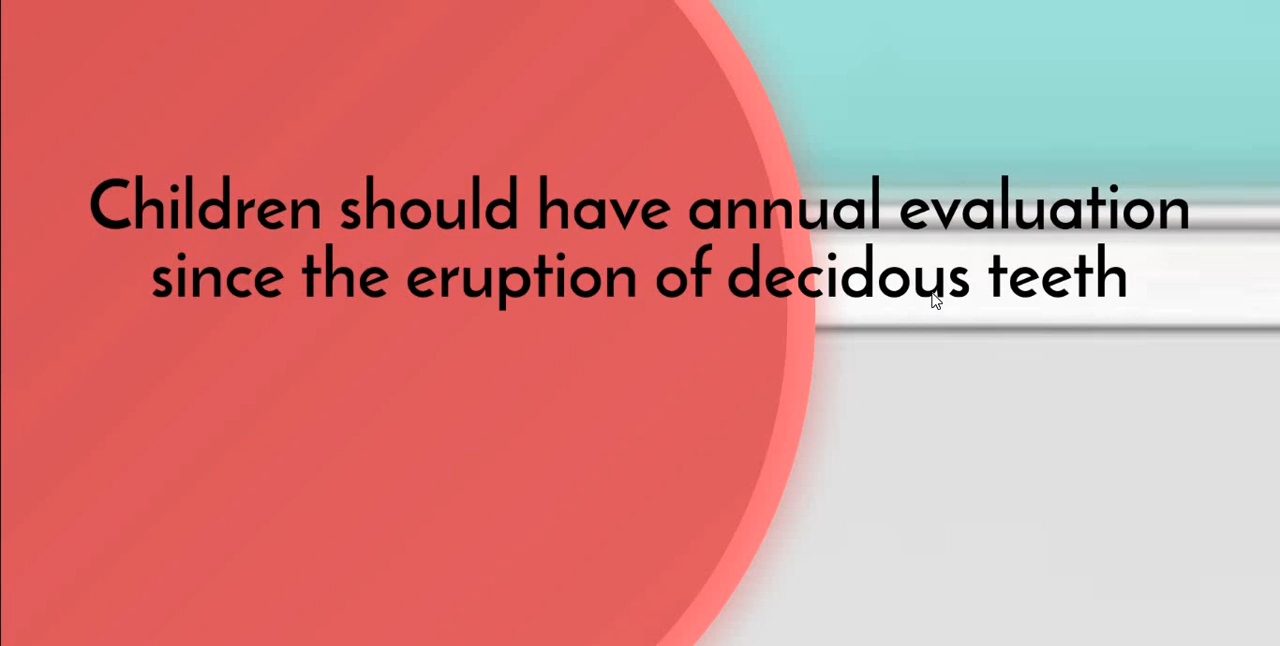 Children should have annual evaluation
since the eruption of decidous teeth